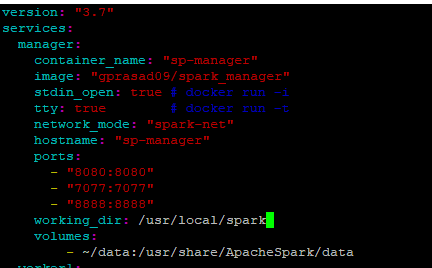 version: "3.7"
services:
  manager:
    container_name: "sp-manager"
    image: "gprasad09/spark_manager"
    stdin_open: true # docker run -i
    tty: true        # docker run -t
    network_mode: "spark-net"
    hostname: "sp-manager"
    ports:
      - "8080:8080"
      - "7077:7077"
      - "8888:8888"
    working_dir: /usr/local/spark
    volumes:
        - ~/data:/usr/share/ApacheSpark/data